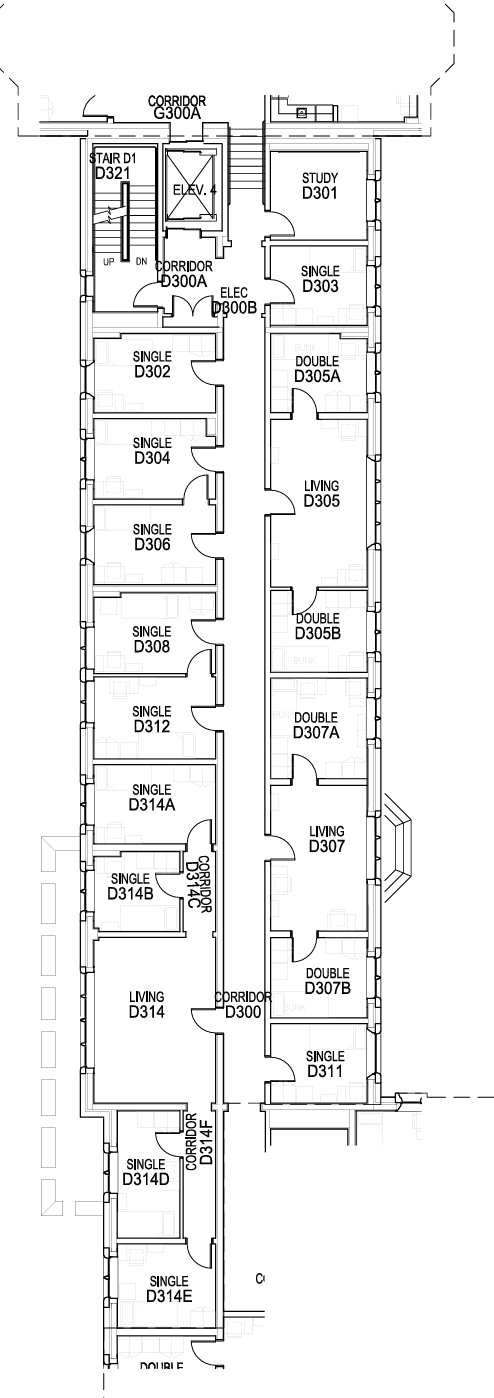 CORRIDOR
G300A
STAIR D1
D321
ELEV. 4
STUDY
D301
UP
DN
CORRIDOR
D300A
SINGLE
D303
ELEC
D300B
SINGLE
D302
BUNK
DOUBLE
D305A
SINGLE
D304
LIVING
D305
SINGLE
D306
SINGLE
D308
DOUBLE
D305B
BUNK
SINGLE
D312
BUNK
DOUBLE
D307A
SINGLE
D314A
LIVING
D307
SINGLE
D314B
CORRIDOR
D314C
LIVING
D314
CORRIDOR
D300
DOUBLE
D307B
BUNK
SINGLE
D311
CORRIDOR
D314F
SINGLE
D314D
SINGLE
D314E
DOUBLE